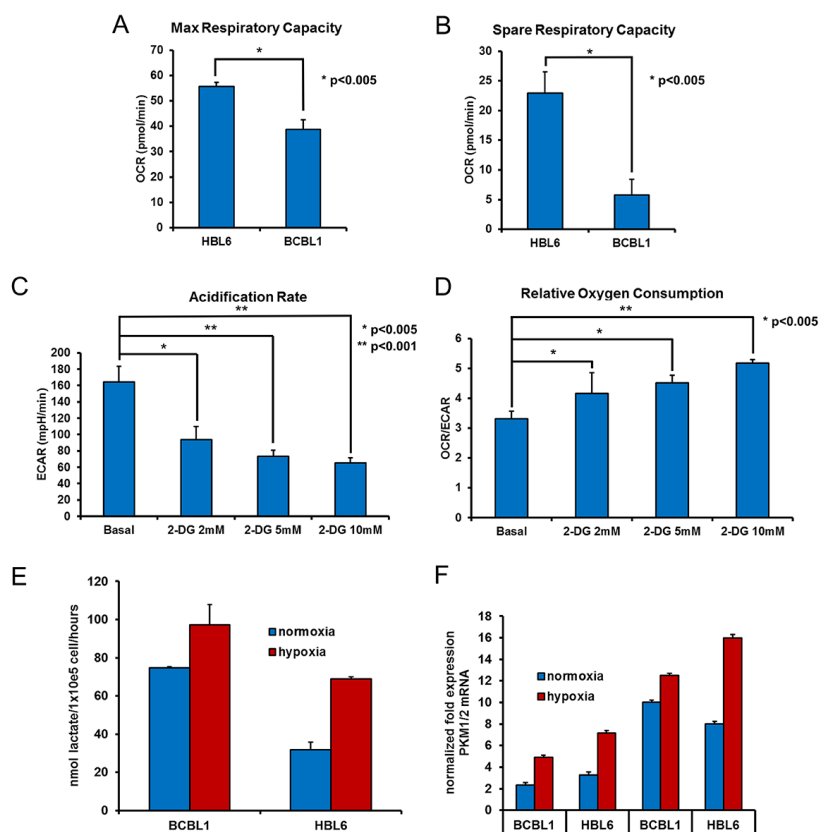 A
Max Respiratory Capacity
OCR (pmol/min)
70
60
50
40
30
20
10
0
*
* p<0.005
HBL6
BCBL1
B
Spare Respiratory Capacity
OCR (pmol/min)
30
25
20
15
10
5
0
*
* p<0.005
HBL6
BCBL1
C
Acidification Rate
**
**
*
* p<0.005
** p<0.001
ECAR (mpH/min)
200
180
160
140
120
100
80
60
40
20
0
Basal
2-DG 2mM
2-DG 5mM
2-DG 10mM
D
Relative Oxygen Consumption
**
*
*
* p<0.005
OCR/ECAR
6
5
4
3
2
1
0
Basal
2-DG 2mM
2-DG 5mM
2-DG 10mM
E
nmol lactate/1x10e5 cell/hours
120
100
80
60
40
20
0
normoxia
hypoxia
BCBL1
HBL6
F
normalized fold expression
PKM1/2 mRNA
18
16
14
12
10
8
6
4
2
0
normoxia
hypoxia
BCBL1
HBL6
BCBL1
HBL6